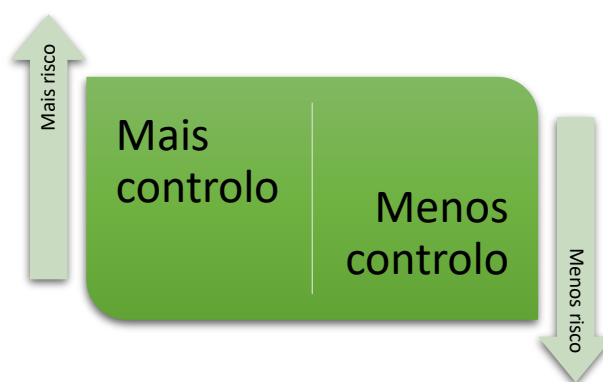 Mais risco
Mais
controlo
Menos
controlo
Menos risco